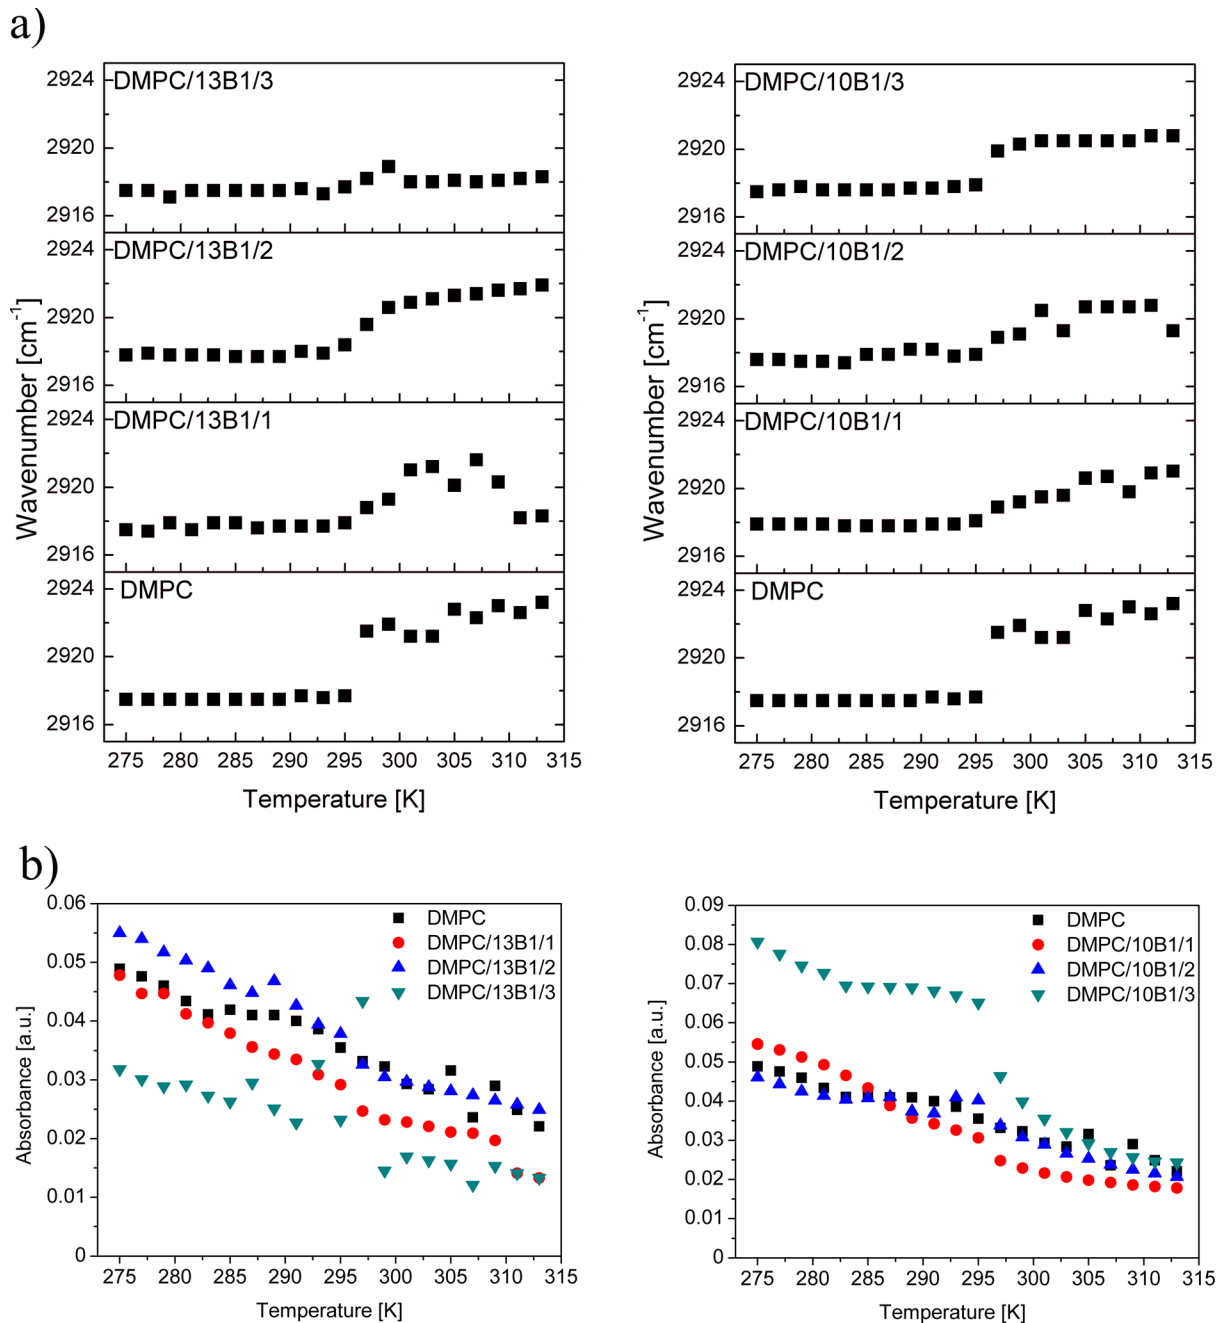 a)
2924
2920
2916
DMPC/13B1/3
2924
2920
2916
DMPC/13B1/2
2924
2920
2916
DMPC/13B1/1
2924
2920
2916
DMPC
Wavenumber [cm-1]
275 280 285 290 295 300 305 310 315
Temperature [K]
2924
2920
2916
DMPC/10B1/3
2924
2920
2916
DMPC/10B1/2
2924
2920
2916
DMPC/10B1/1
2924
2920
2916
DMPC
Wavenumber [cm-1]
275 280 285 290 295 300 305 310 315
Temperature [K]
b)
0.06
0.05
0.04
0.03
0.02
0.01
0
Absorbance [a.u.]
DMPC
DMPC/13B1/1
DMPC/13B1/2
DMPC/13B1/3
275 280 285 290 295 300 305 310 315
Temperature [K]
0.09
0.08
0.07
0.06
0.05
0.04
0.03
0.02
0.01
0
Absorbance [a.u.]
DMPC
DMPC/10B1/1
DMPC/10B1/2
DMPC/10B1/3
275 280 285 290 295 300 305 310 315
Temperature [K]